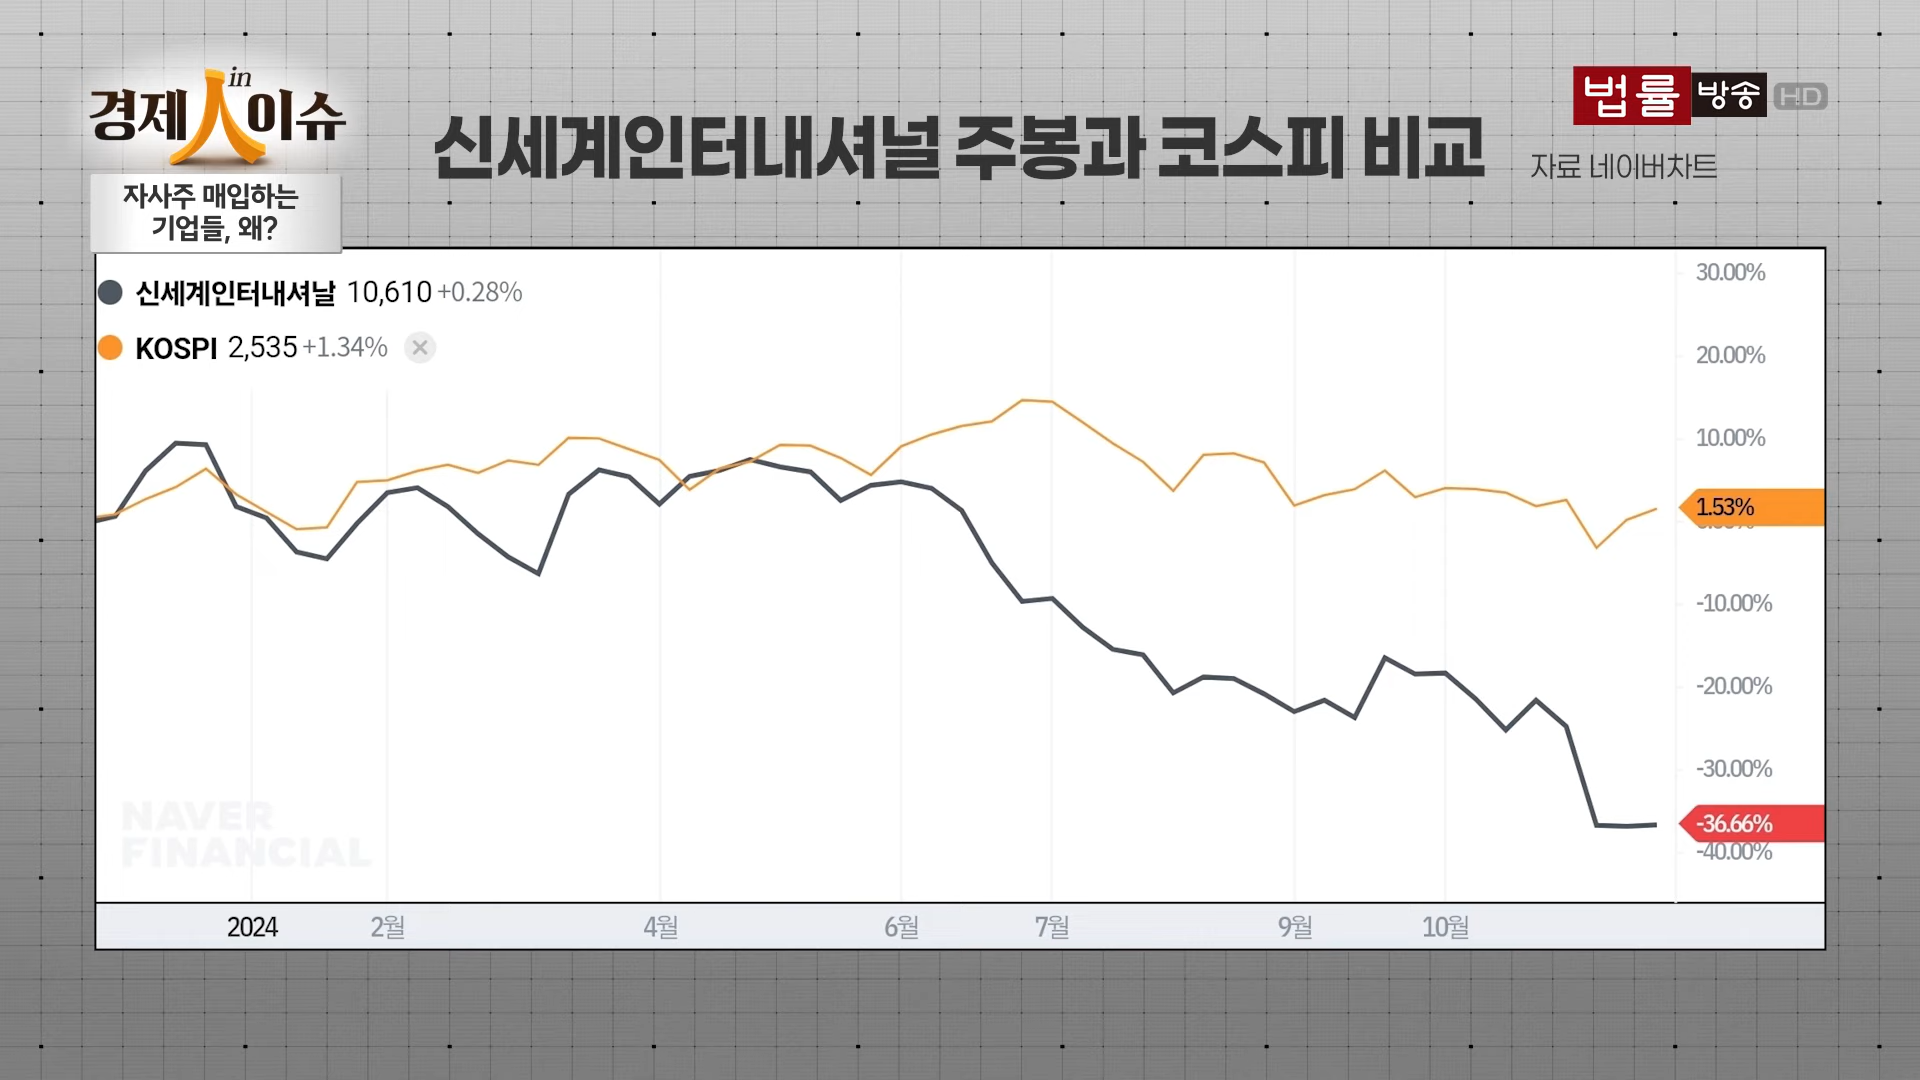 경제人in이슈
자사주 매입하는
기업들, 왜?
신세계인터내셔널 주봉과 코스피 비교
자료 네이버차트
법률방송 HD
신세계인터내셔날 10,610 +0.28%
KOSPI 2,535 +1.34%
30.00%
20.00%
10.00%
1.53%
-10.00%
-20.00%
-30.00%
-36.66%
-40.00%
NAVER
FINANCIAL
2024 2월 4월 6월 7월 9월 10월